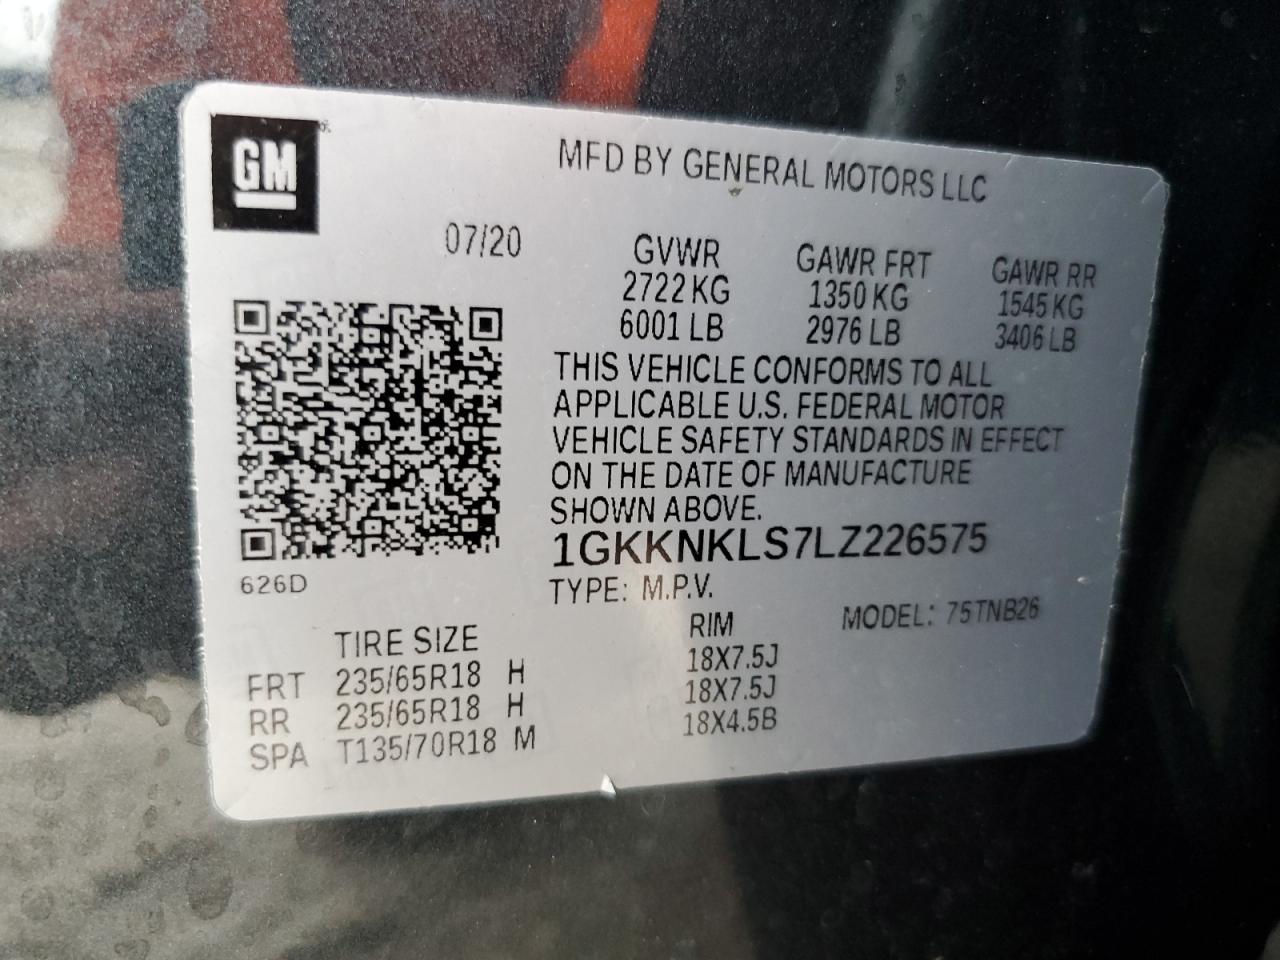 GM
MFD BY GENERAL MOTORS LLC
07/20
GVWR GAWR FRT GAWR RR
2722 KG 1350 KG 1545 KG
6001 LB 2976 LB 3406 LB
THIS VEHICLE CONFORMS TO ALL
APPLICABLE U.S. FEDERAL MOTOR
VEHICLE SAFETY STANDARDS IN EFFECT
ON THE DATE OF MANUFACTURE
SHOWN ABOVE.
1GKKNKLS7LZ226575
626D
TYPE: M.P.V. MODEL: 75TNB26
TIRE SIZE RIM
FRT 235/65R18 H 18X7.5J
RR 235/65R18 H 18X7.5J
SPA T135/70R18 M 18X4.5B